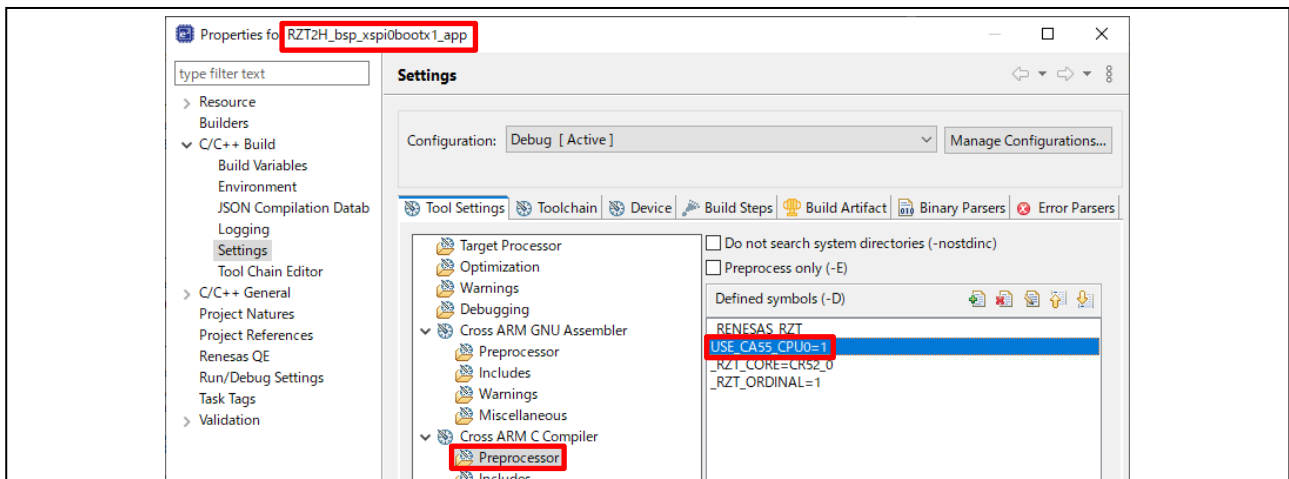 Properties for RZT2H_bsp_xspi0bootx1_app
type filter text
Resource
Builders
C/C++ Build
Build Variables
Environment
JSON Compilation Datab
Logging
Settings
Tool Chain Editor
C/C++ General
Project Natures
Project References
Renesas QE
Run/Debug Settings
Task Tags
Validation
Settings
Configuration: Debug [ Active ] Manage Configurations...
Tool Settings Toolchain Device Build Steps Build Artifact Binary Parsers Error Parsers
Target Processor
Optimization
Warnings
Debugging
Cross ARM GNU Assembler
Preprocessor
Includes
Warnings
Miscellaneous
Cross ARM C Compiler
Preprocessor
Includes
Do not search system directories (-nostdinc)
Preprocess only (-E)
Defined symbols (-D)
_RENESAS_RZT_
USE_CA55_CPU0=1
_RZT_CORE=CR52_0
_RZT_ORDINAL=1